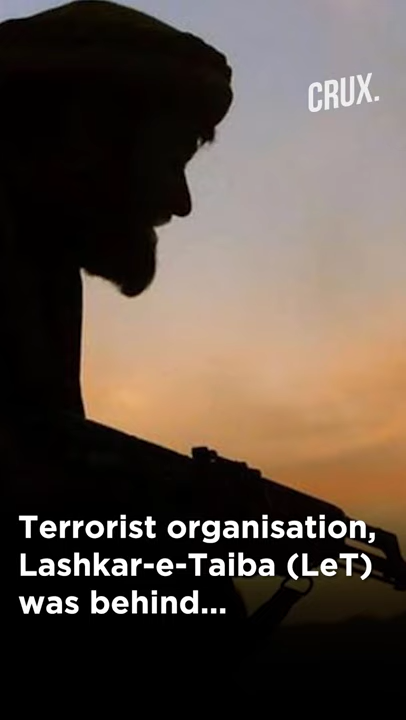 CRUX.
Terrorist organisation,
Lashkar-e-Taiba (LeT)
was behind...